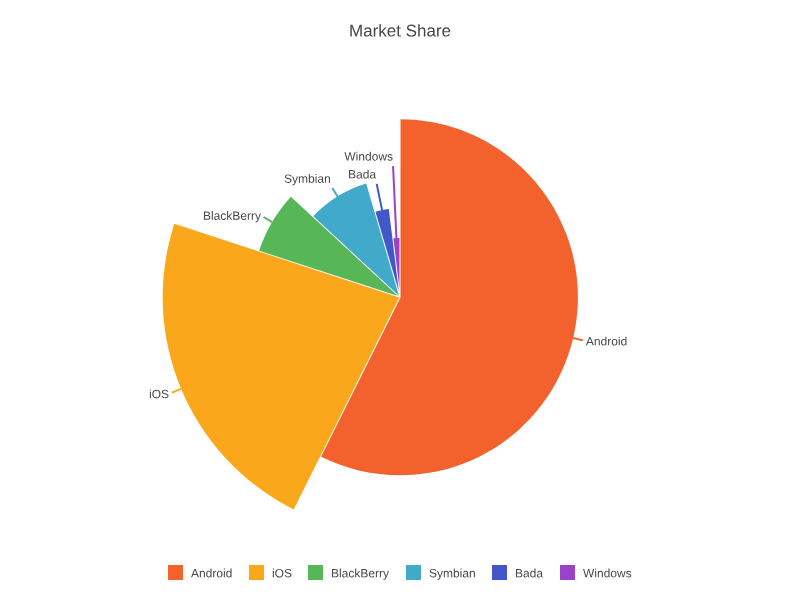 Market Share
Windows
Bada
Symbian
BlackBerry
Android
iOS
Android iOS BlackBerry Symbian Bada Windows